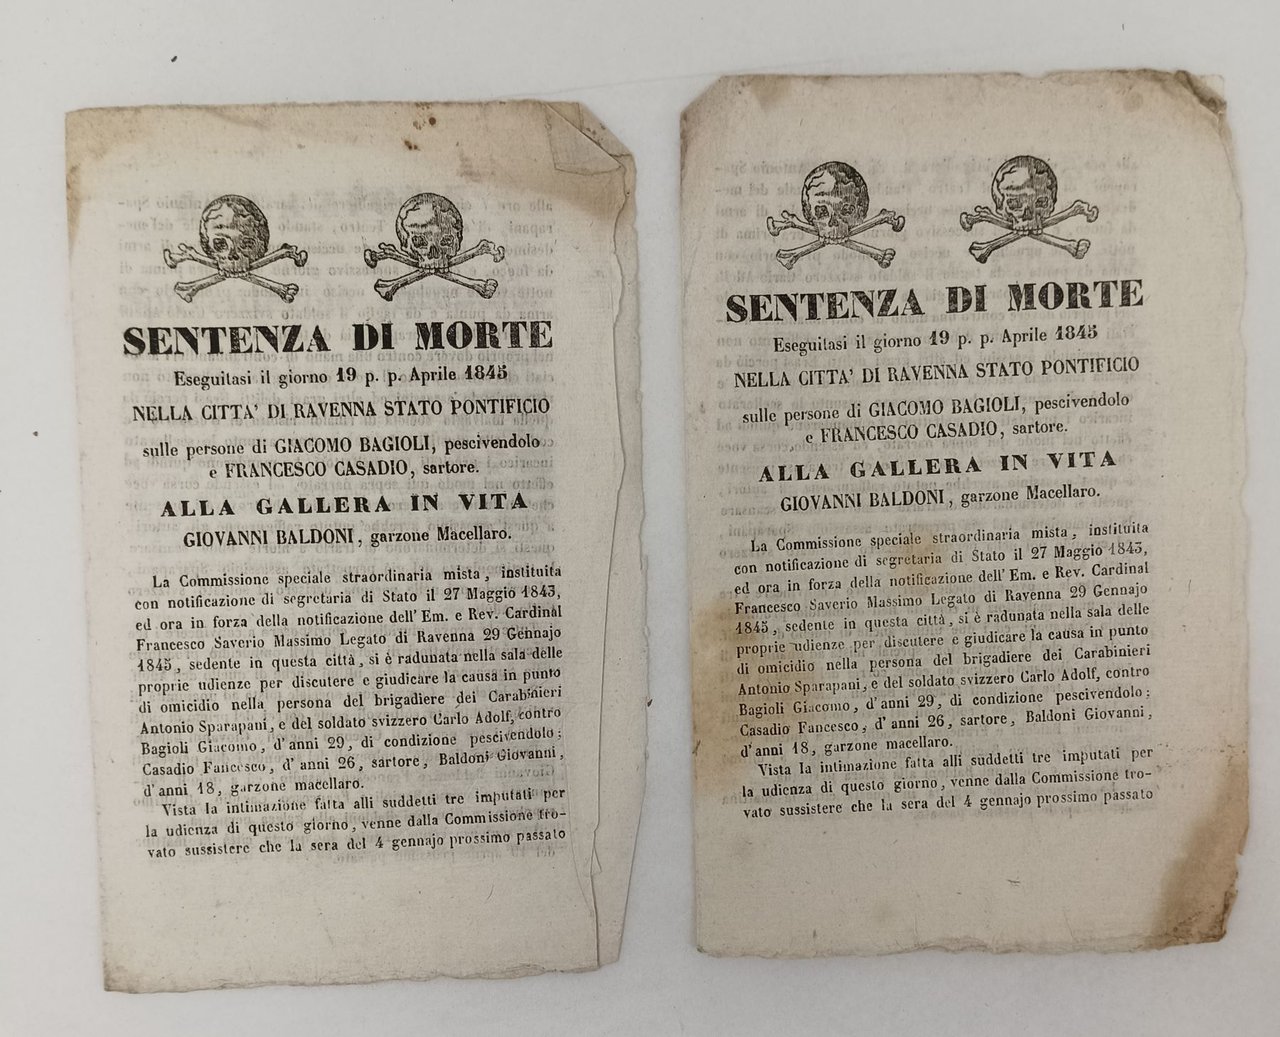 SENTENZA DI MORTE
Eseguitasi il giorno 19 p. p. Aprile 1845
NELLA CITTA' DI RAVENNA STATO PONTIFICIO
sulle persone di GIACOMO BAGIOLI, pescivendolo
e FRANCESCO CASADIO, sartore.
ALLA GALLERA IN VITA
GIOVANNI BALDONI, garzone Macellaro.
La Commissione speciale straordinaria mista, instituita
con notificazione di segretaria di Stato il 27 Maggio 1843,
ed ora in forza della notificazione dell' Em. e Rev. Cardinal
Francesco Saverio Massimo Legato di Ravenna 29 Gennajo
1845, sedente in questa città, si è radunata nella sala delle
proprie udienze per discutere e giudicare la causa in punto
di omicidio nella persona del brigadiere dei Carabinieri
Antonio Sparapani, e del soldato svizzero Carlo Adolf, contro
Bagioli Giacomo, d'anni 29, di condizione pescivendolo;
Casadio Fancesco, d'anni 26, sartore, Baldoni Giovanni,
d'anni 18, garzone macellaro.
Vista la intimazione fatta alli suddetti tre imputati per
la udienza di questo giorno, venne dalla Commissione tro-
vato sussistere che la sera del 4 gennajo prossimo passato
SENTENZA DI MORTE
Eseguitasi il giorno 19 p. p. Aprile 1845
NELLA CITTA' DI RAVENNA STATO PONTIFICIO
sulle persone di GIACOMO BAGIOLI, pescivendolo
e FRANCESCO CASADIO, sartore.
ALLA GALLERA IN VITA
GIOVANNI BALDONI, garzone Macellaro.
La Commissione speciale straordinaria mista, instituita
con notificazione di segretaria di Stato il 27 Maggio 1843,
ed ora in forza della notificazione dell' Em. e Rev. Cardinal
Francesco Saverio Massimo Legato di Ravenna 29 Gennajo
1845, sedente in questa città, si è radunata nella sala delle
proprie udienze per discutere e giudicare la causa in punto
di omicidio nella persona del brigadiere dei Carabinieri
Antonio Sparapani, e del soldato svizzero Carlo Adolf, contro
Bagioli Giacomo, d'anni 29, di condizione pescivendolo;
Casadio Fancesco, d'anni 26, sartore, Baldoni Giovanni,
d'anni 18, garzone macellaro.
Vista la intimazione fatta alli suddetti tre imputati per
la udienza di questo giorno, venne dalla Commissione tro-
vato sussistere che la sera del 4 gennajo prossimo passato